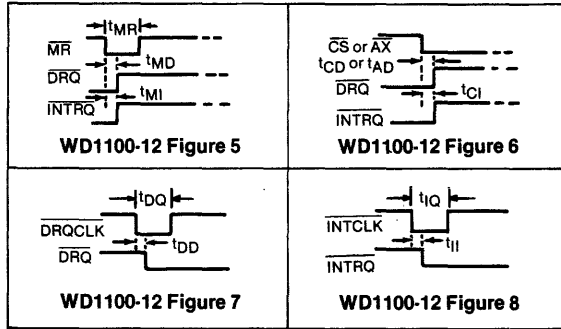 tMR
MR
tMD
DRQ
tMI
INTRQ
WD1100-12 Figure 5
CS or AX
tCD or tAD
DRQ
tCI
INTRQ
WD1100-12 Figure 6
tDQ
DRQCLK
tDD
DRQ
WD1100-12 Figure 7
tIQ
INTCLK
tII
INTRQ
WD1100-12 Figure 8